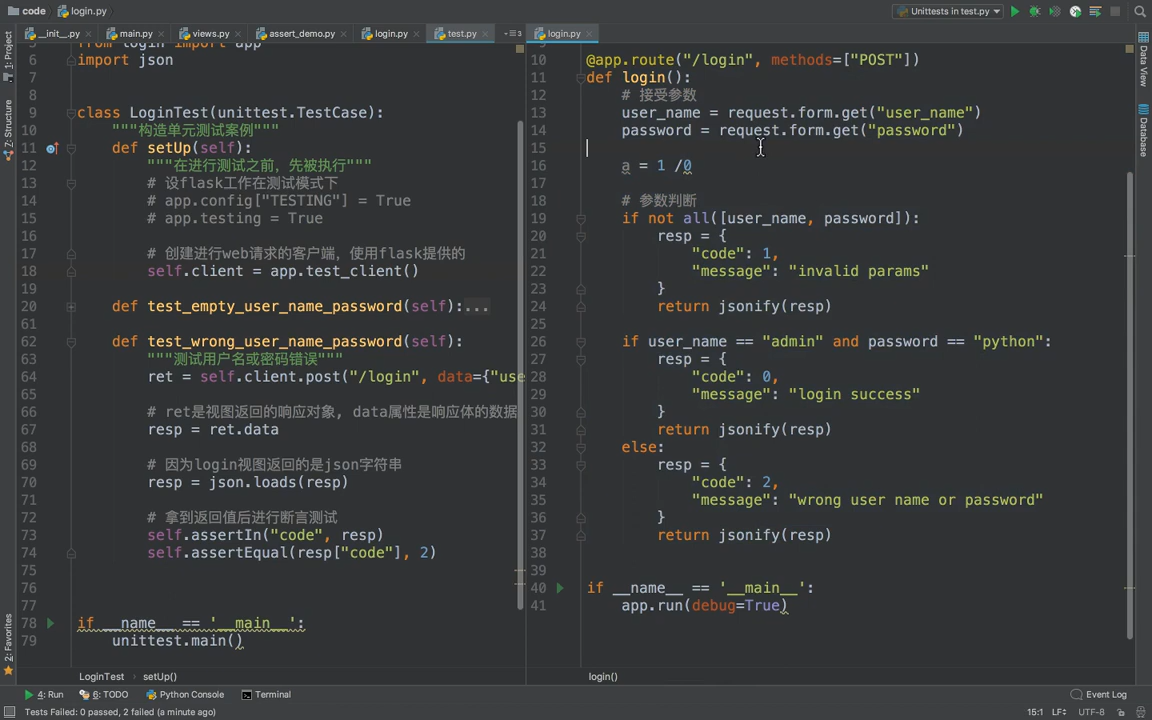 code login.py
Unittests in test.py
__init__.py main.py views.py assert_demo.py login.py test.py
login.py
1: Project
7: Structure
2: Favorites
Data View
Database
from login import app
6 import json
7
8
9 class LoginTest(unittest.TestCase):
10 """构造单元测试案例"""
11 def setUp(self):
12 """在进行测试之前，先被执行"""
13 # 设flask工作在测试模式下
14 # app.config["TESTING"] = True
15 # app.testing = True
16
17 # 创建进行web请求的客户端，使用flask提供的
18 self.client = app.test_client()
19
20 def test_empty_user_name_password(self):...
61
62 def test_wrong_user_name_password(self):
63 """测试用户名或密码错误"""
64 ret = self.client.post("/login", data={"use
65
66 # ret是视图返回的响应对象, data属性是响应体的数据
67 resp = ret.data
68
69 # 因为login视图返回的是json字符串
70 resp = json.loads(resp)
71
72 # 拿到返回值后进行断言测试
73 self.assertIn("code", resp)
74 self.assertEqual(resp["code"], 2)
75
76
77
78 if __name__ == '__main__':
79 unittest.main()
10 @app.route("/login", methods=["POST"])
11 def login():
12 # 接受参数
13 user_name = request.form.get("user_name")
14 password = request.form.get("password")
15
16 a = 1 /0
17
18 # 参数判断
19 if not all([user_name, password]):
20 resp = {
21 "code": 1,
22 "message": "invalid params"
23 }
24 return jsonify(resp)
25
26 if user_name == "admin" and password == "python":
27 resp = {
28 "code": 0,
29 "message": "login success"
30 }
31 return jsonify(resp)
32 else:
33 resp = {
34 "code": 2,
35 "message": "wrong user name or password"
36 }
37 return jsonify(resp)
38
39
40 if __name__ == '__main__':
41 app.run(debug=True)
LoginTest setUp()
login()
4: Run 6: TODO Python Console Terminal Event Log
Tests Failed: 0 passed, 2 failed (a minute ago) 15:1 LF UTF-8